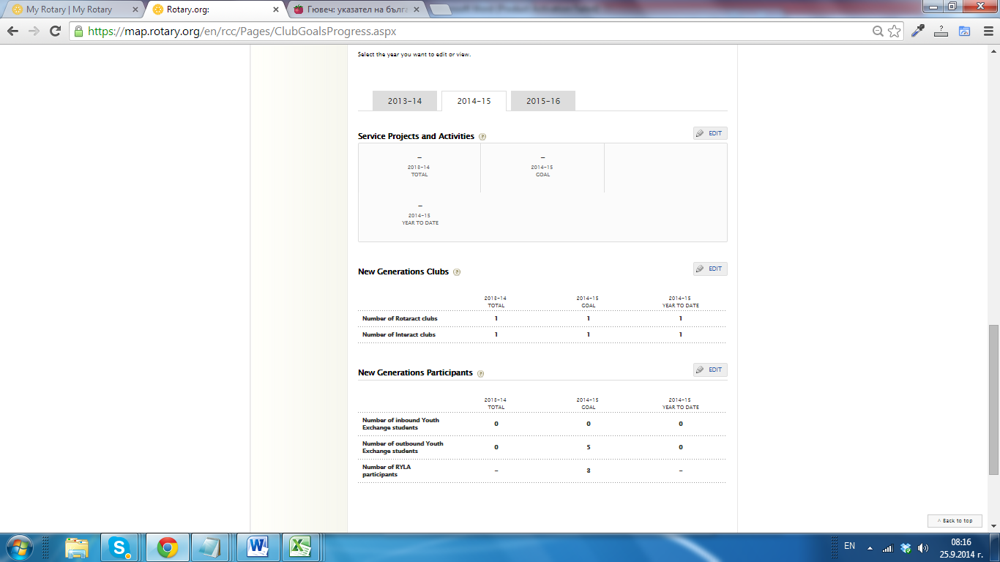 My Rotary | My Rotary
Rotary.org:
Гювеч: указател на бълга
https://map.rotary.org/en/rcc/Pages/ClubGoalsProgress.aspx
Select the year you want to edit or view.
2013-14 2014-15 2015-16
Service Projects and Activities ? EDIT
– –
2013-14 2014-15
TOTAL GOAL
–
2014-15
YEAR TO DATE
New Generations Clubs ? EDIT
2013-14 2014-15 2014-15
TOTAL GOAL YEAR TO DATE
Number of Rotaract clubs 1 1 1
Number of Interact clubs 1 1 1
New Generations Participants ? EDIT
2013-14 2014-15 2014-15
TOTAL GOAL YEAR TO DATE
Number of inbound Youth
Exchange students 0 0 0
Number of outbound Youth
Exchange students 0 5 0
Number of RYLA
participants – –
^ Back to top
EN 08:16
25.9.2014 г.